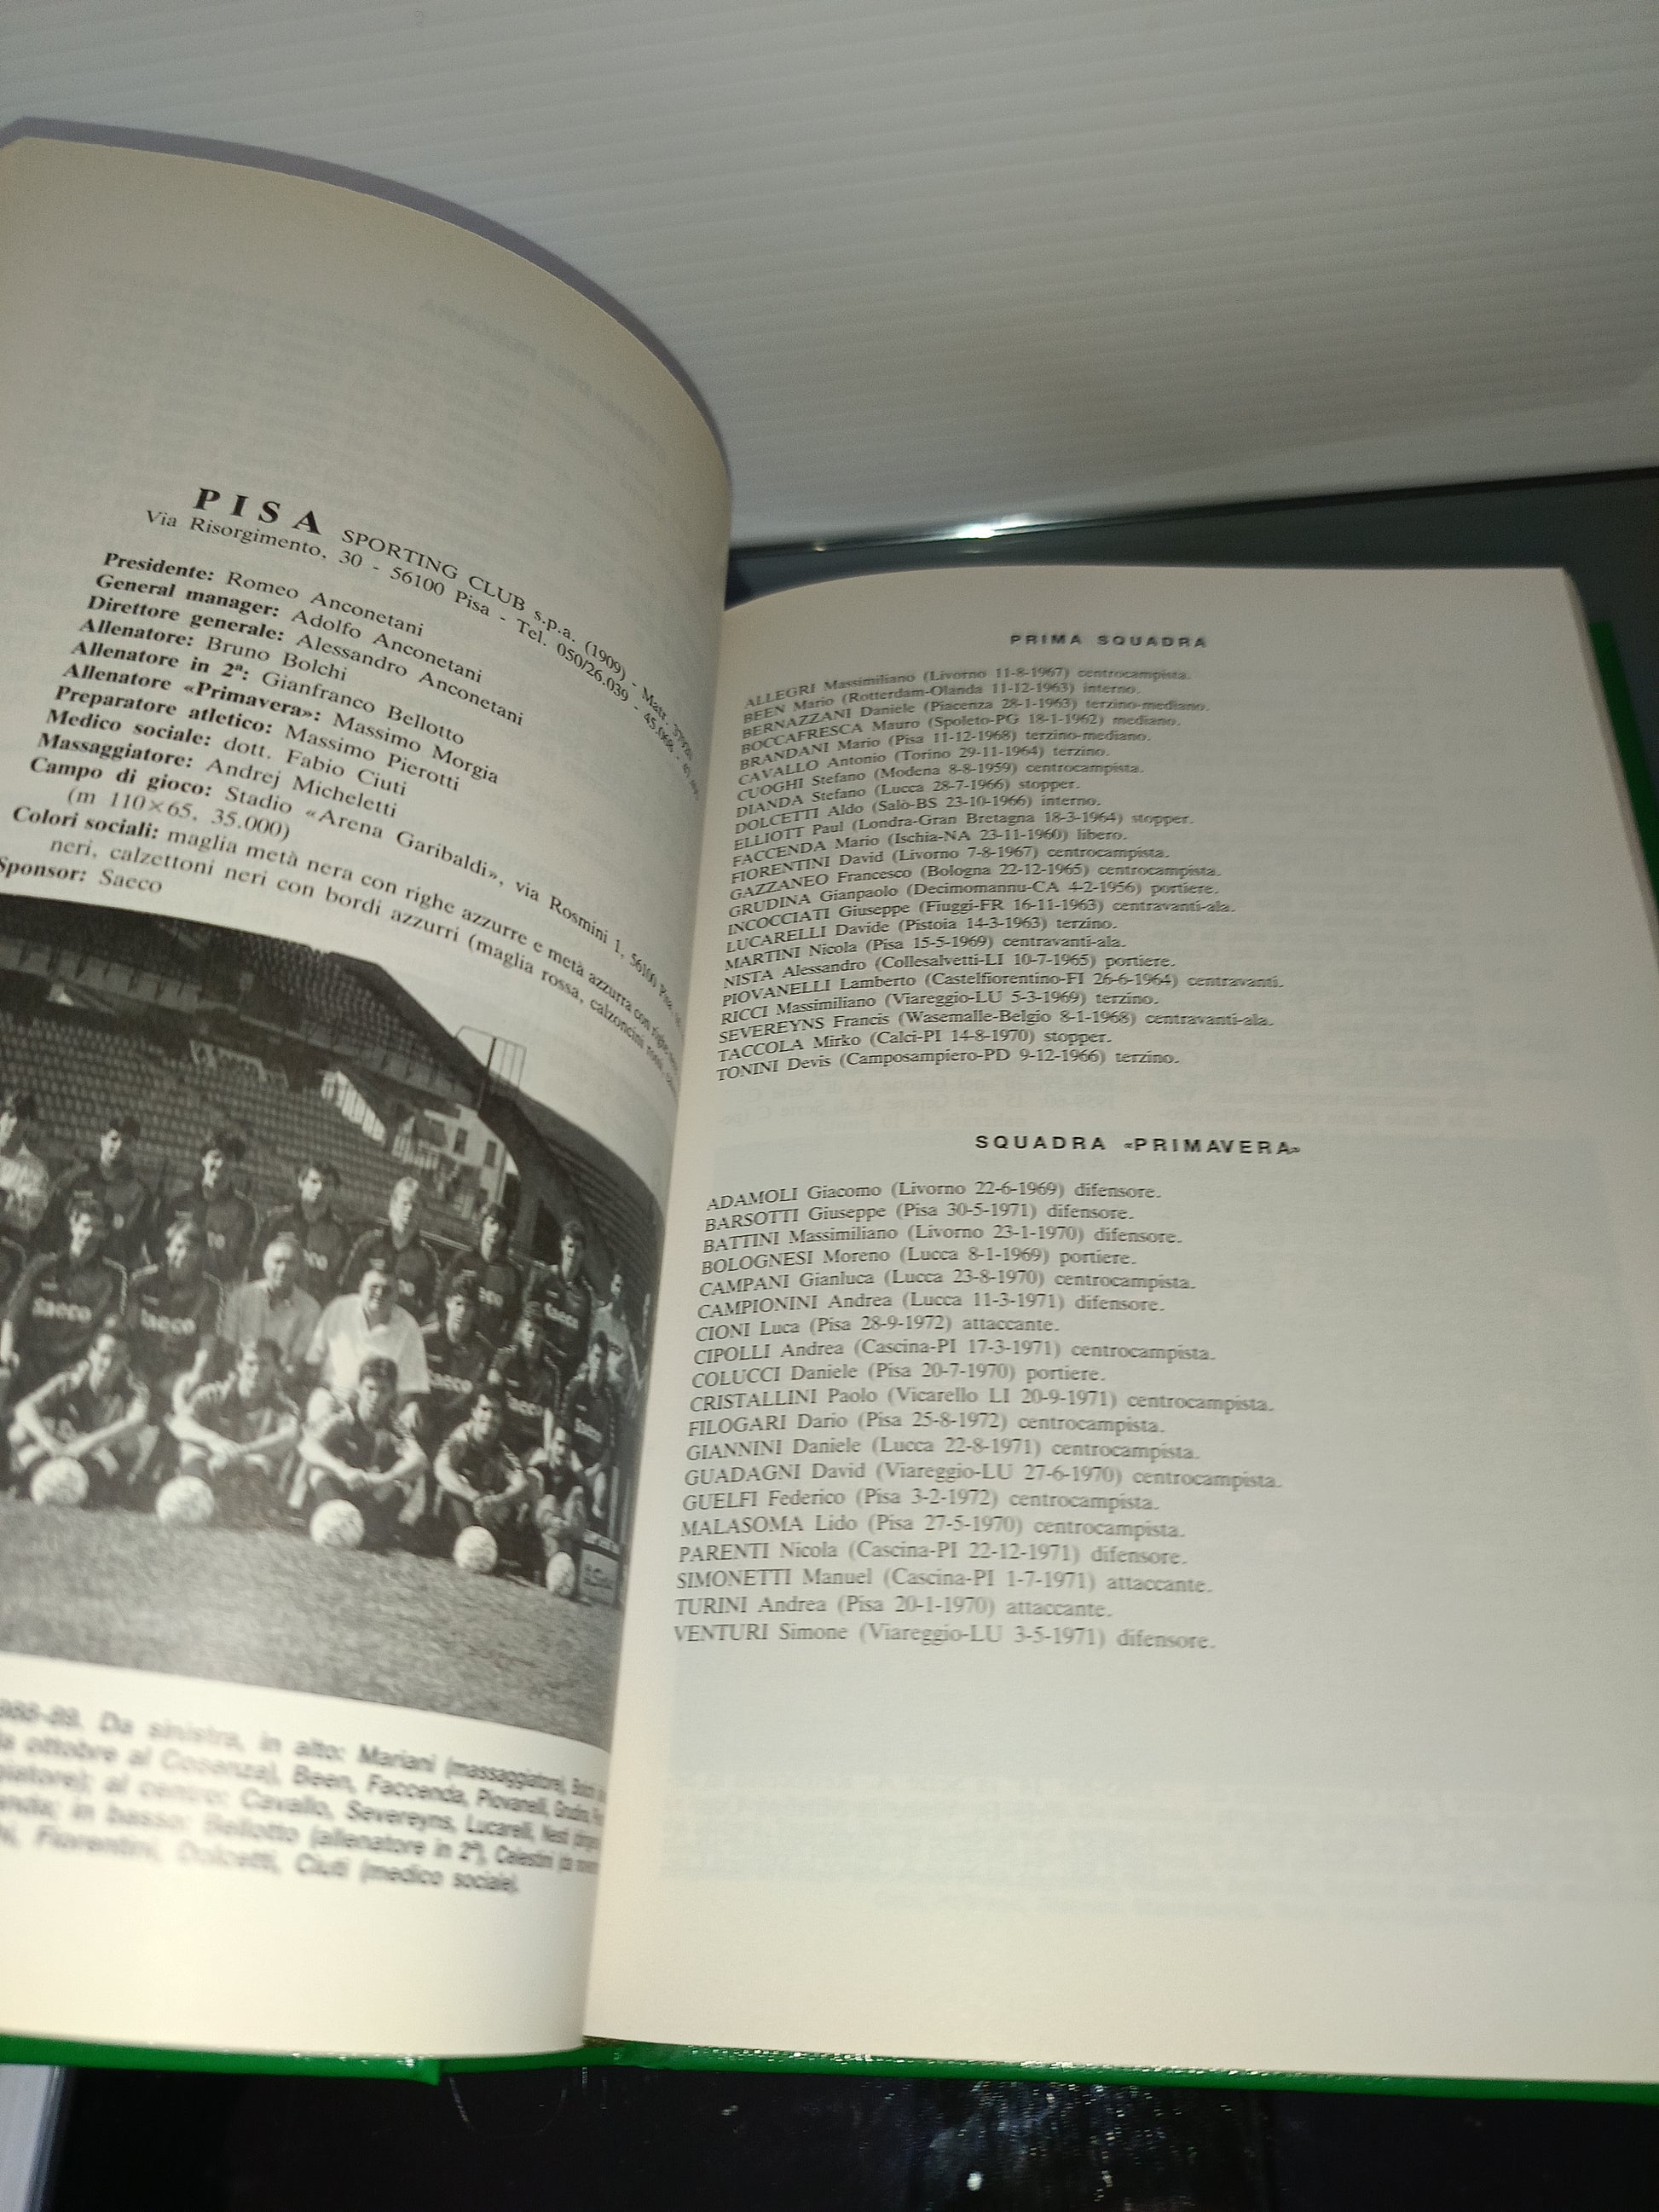 PISA SPORTING CLUB s.p.a. (1909) - Matr.
Via Risorgimento, 30 - 56100 Pisa - Tel. 050/26.039 - 45.068 -
Presidente: Romeo Anconetani
General manager: Adolfo Anconetani
Direttore generale: Alessandro Anconetani
Allenatore: Bruno Bolchi
Allenatore in 2ª: Gianfranco Bellotto
Allenatore «Primavera»: Massimo Morgia
Preparatore atletico: Massimo Pierotti
Medico sociale: dott. Fabio Ciuti
Massaggiatore: Andrej Micheletti
Campo di gioco: Stadio «Arena Garibaldi», via Rosmini 1, 56100 Pisa
(m 110×65, 35.000)
Colori sociali: maglia metà nera con righe azzurre e metà azzurra con righe
neri, calzettoni neri con bordi azzurri (maglia rossa, calzoncini rossi,
Sponsor: Saeco
Saeco
988-89. Da sinistra, in alto: Mariani (massaggiatore),
ottobre al Cosenza), Been, Faccenda, Piovanelli, Grudina,
giatore); al centro: Cavallo, Severeyns, Lucarelli,
anda; in basso: Bellotto (allenatore in 2ª), Celestini
Fiorentini, Dolcetti, Ciuti (medico sociale).
PRIMA SQUADRA
ALLEGRI Massimiliano (Livorno 11-8-1967) centrocampista.
BEEN Mario (Rotterdam-Olanda 11-12-1963) interno.
BERNAZZANI Daniele (Piacenza 28-1-1963) terzino-mediano.
BOCCAFRESCA Mauro (Spoleto-PG 18-1-1962) mediano.
BRANDANI Mario (Pisa 11-12-1968) terzino-mediano.
CAVALLO Antonio (Torino 29-11-1964) terzino.
CUOGHI Stefano (Modena 8-8-1959) centrocampista.
DIANDA Stefano (Lucca 28-7-1966) stopper.
DOLCETTI Aldo (Salò-BS 23-10-1966) interno.
ELLIOTT Paul (Londra-Gran Bretagna 18-3-1964) stopper.
FACCENDA Mario (Ischia-NA 23-11-1960) libero.
FIORENTINI David (Livorno 7-8-1967) centrocampista.
GAZZANEO Francesco (Bologna 22-12-1965) centrocampista.
GRUDINA Gianpaolo (Decimomannu-CA 4-2-1956) portiere.
INCOCCIATI Giuseppe (Fiuggi-FR 16-11-1963) centravanti-ala.
LUCARELLI Davide (Pistoia 14-3-1963) terzino.
MARTINI Nicola (Pisa 15-5-1969) centravanti-ala.
NISTA Alessandro (Collesalvetti-LI 10-7-1965) portiere.
PIOVANELLI Lamberto (Castelfiorentino-FI 26-6-1964) centravanti.
RICCI Massimiliano (Viareggio-LU 5-3-1969) terzino.
SEVEREYNS Francis (Wasemalle-Belgio 8-1-1968) centravanti-ala.
TACCOLA Mirko (Calci-PI 14-8-1970) stopper.
TONINI Devis (Camposampiero-PD 9-12-1966) terzino.
SQUADRA «PRIMAVERA»
ADAMOLI Giacomo (Livorno 22-6-1969) difensore.
BARSOTTI Giuseppe (Pisa 30-5-1971) difensore.
BATTINI Massimiliano (Livorno 23-1-1970) difensore.
BOLOGNESI Moreno (Lucca 8-1-1969) portiere.
CAMPANI Gianluca (Lucca 23-8-1970) centrocampista.
CAMPIONINI Andrea (Lucca 11-3-1971) difensore.
CIONI Luca (Pisa 28-9-1972) attaccante.
CIPOLLI Andrea (Cascina-PI 17-3-1971) centrocampista.
COLUCCI Daniele (Pisa 20-7-1970) portiere.
CRISTALLINI Paolo (Vicarello LI 20-9-1971) centrocampista.
FILOGARI Dario (Pisa 25-8-1972) centrocampista.
GIANNINI Daniele (Lucca 22-8-1971) centrocampista.
GUADAGNI David (Viareggio-LU 27-6-1970) centrocampista.
GUELFI Federico (Pisa 3-2-1972) centrocampista.
MALASOMA Lido (Pisa 27-5-1970) centrocampista.
PARENTI Nicola (Cascina-PI 22-12-1971) difensore.
SIMONETTI Manuel (Cascina-PI 1-7-1971) attaccante.
TURINI Andrea (Pisa 20-1-1970) attaccante.
VENTURI Simone (Viareggio-LU 3-5-1971) difensore.